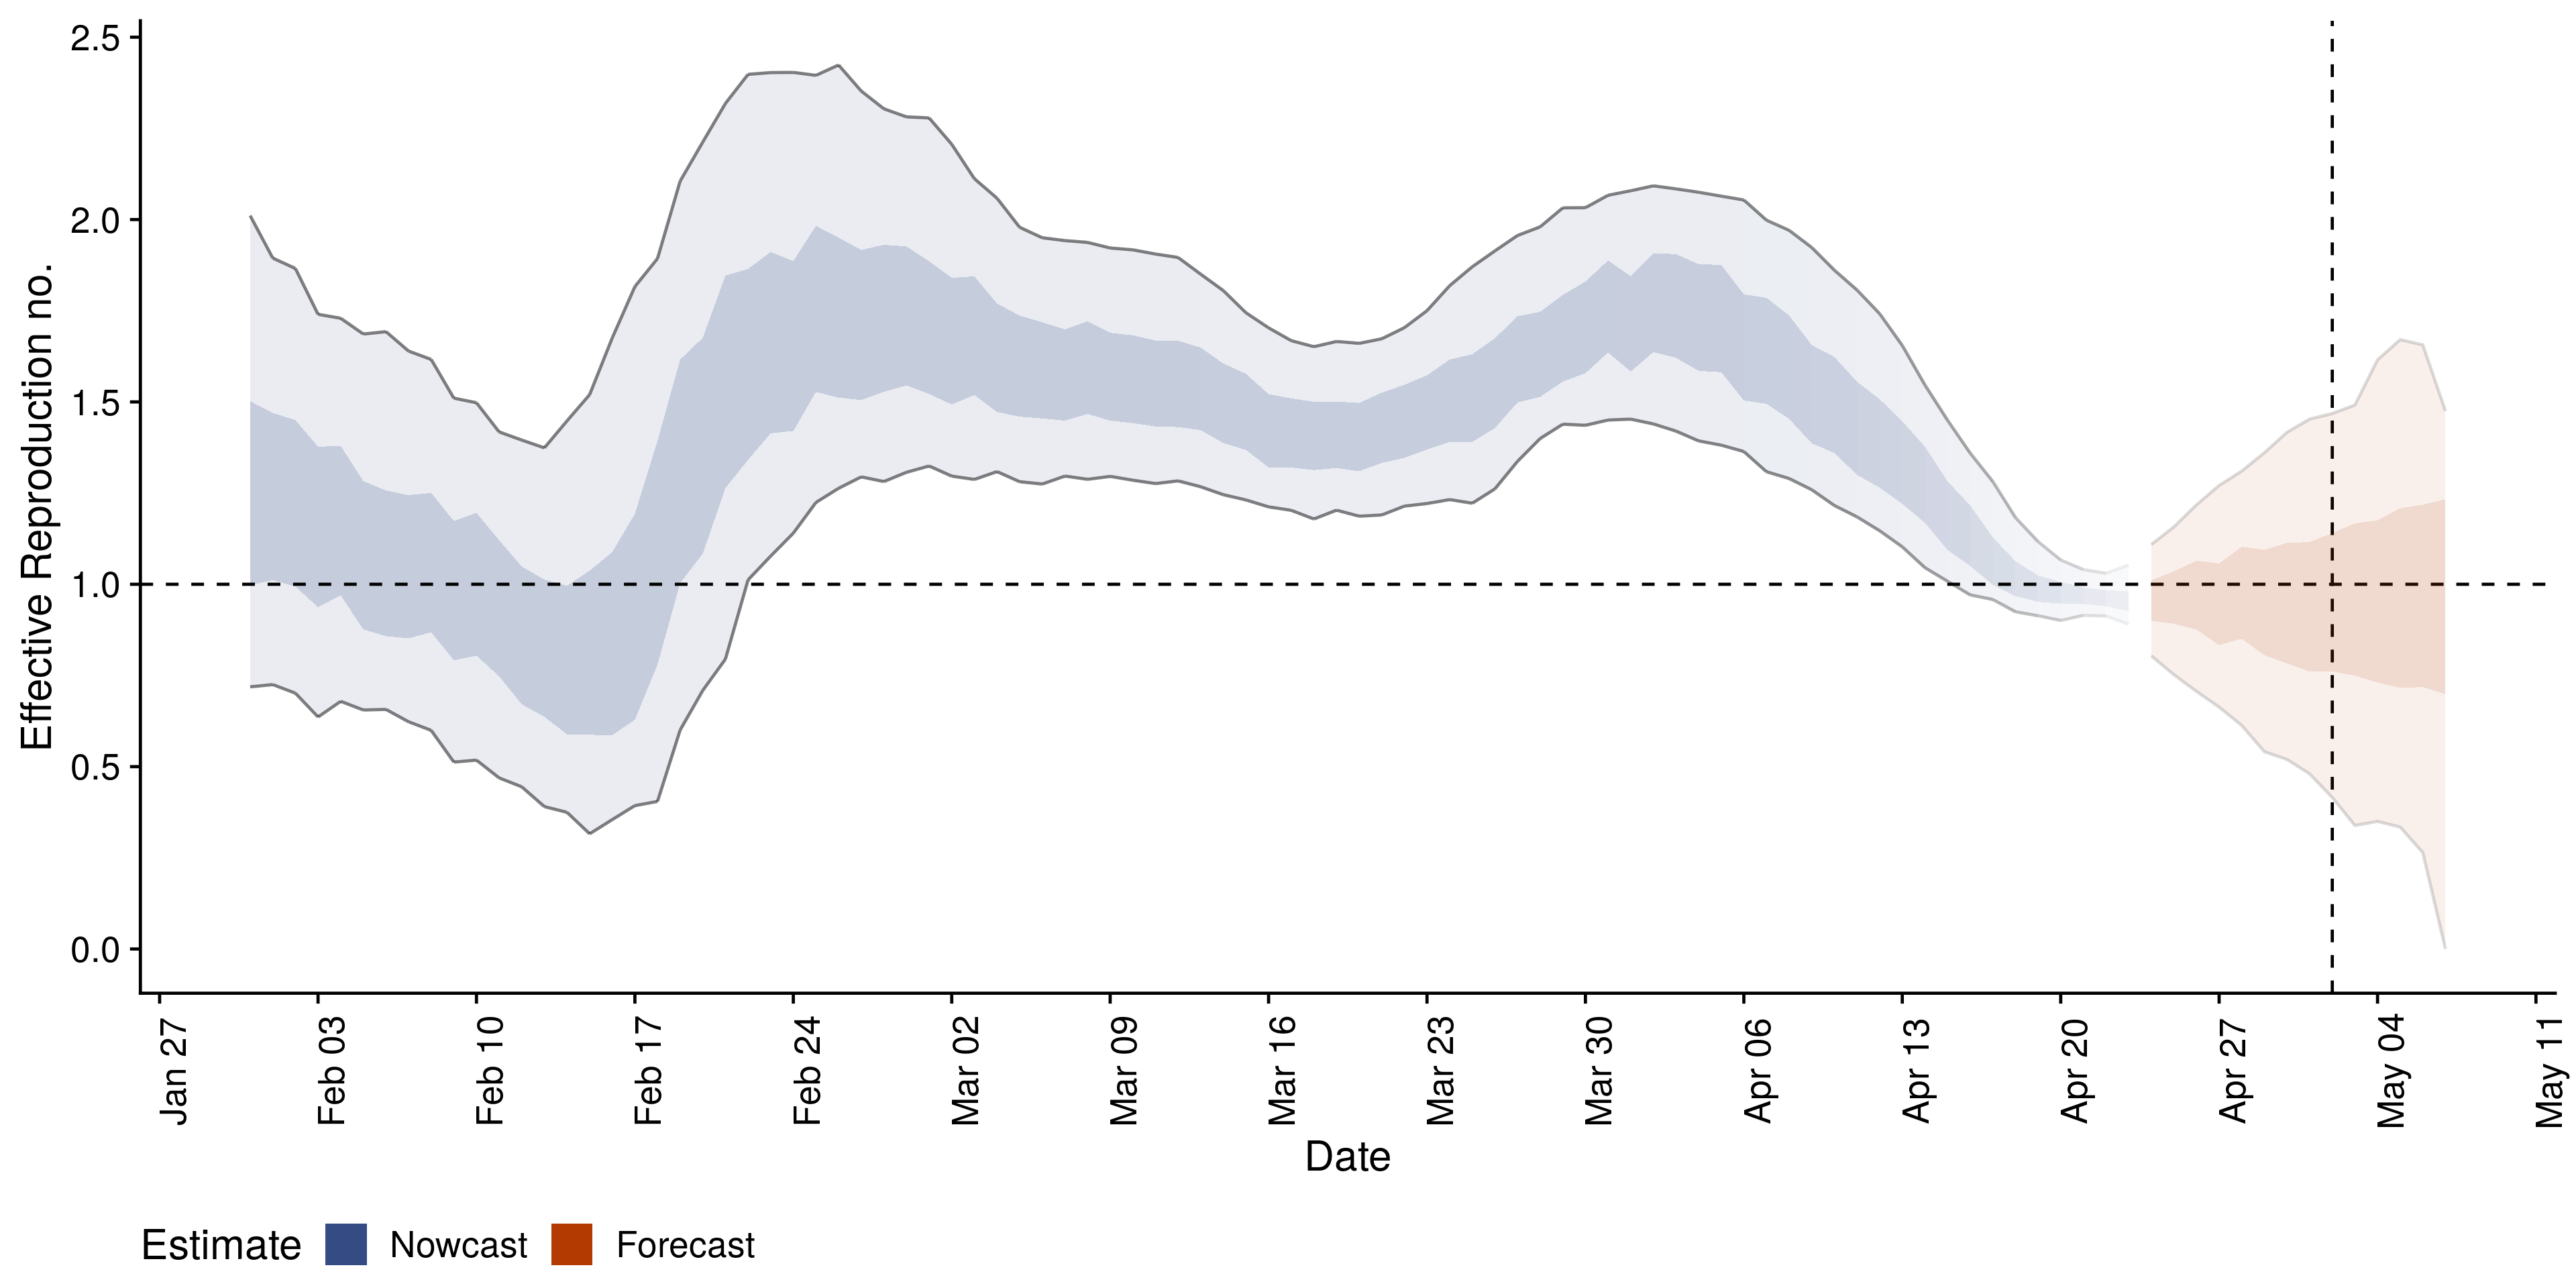 Effective Reproduction no.
2.5
2.0
1.5
1.0
0.5
0.0
Jan 27
Feb 03
Feb 10
Feb 17
Feb 24
Mar 02
Mar 09
Mar 16
Mar 23
Mar 30
Apr 06
Apr 13
Apr 20
Apr 27
May 04
May 11
Date
Estimate Nowcast Forecast